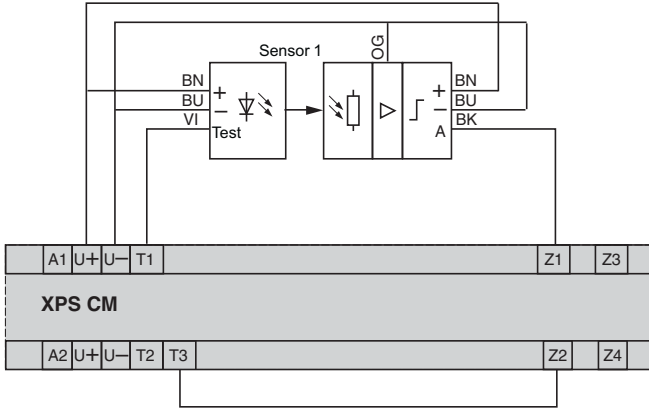 Sensor 1
OG
BN + + BN
BU − − BU
VI Test A BK
A1 U+ U− T1 Z1 Z3
XPS CM
A2 U+ U− T2 T3 Z2 Z4